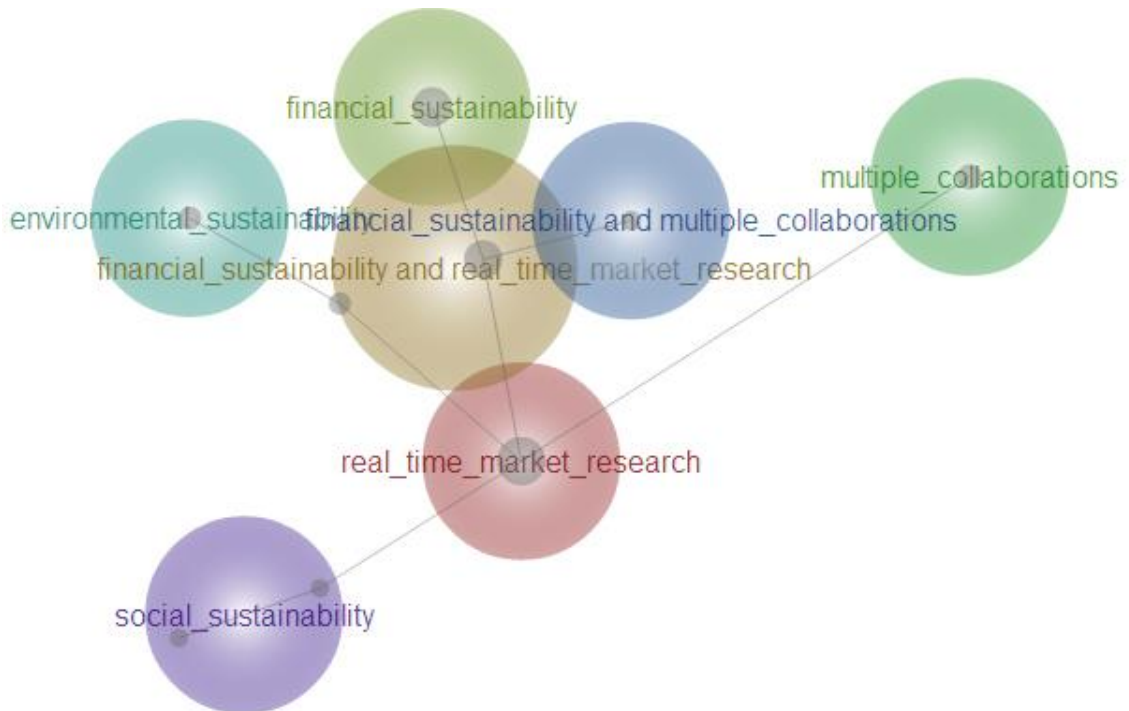 financial_sustainability
multiple_collaborations
environmental_sustainability
financial_sustainability and multiple_collaborations
financial_sustainability and real_time_market_research
real_time_market_research
social_sustainability